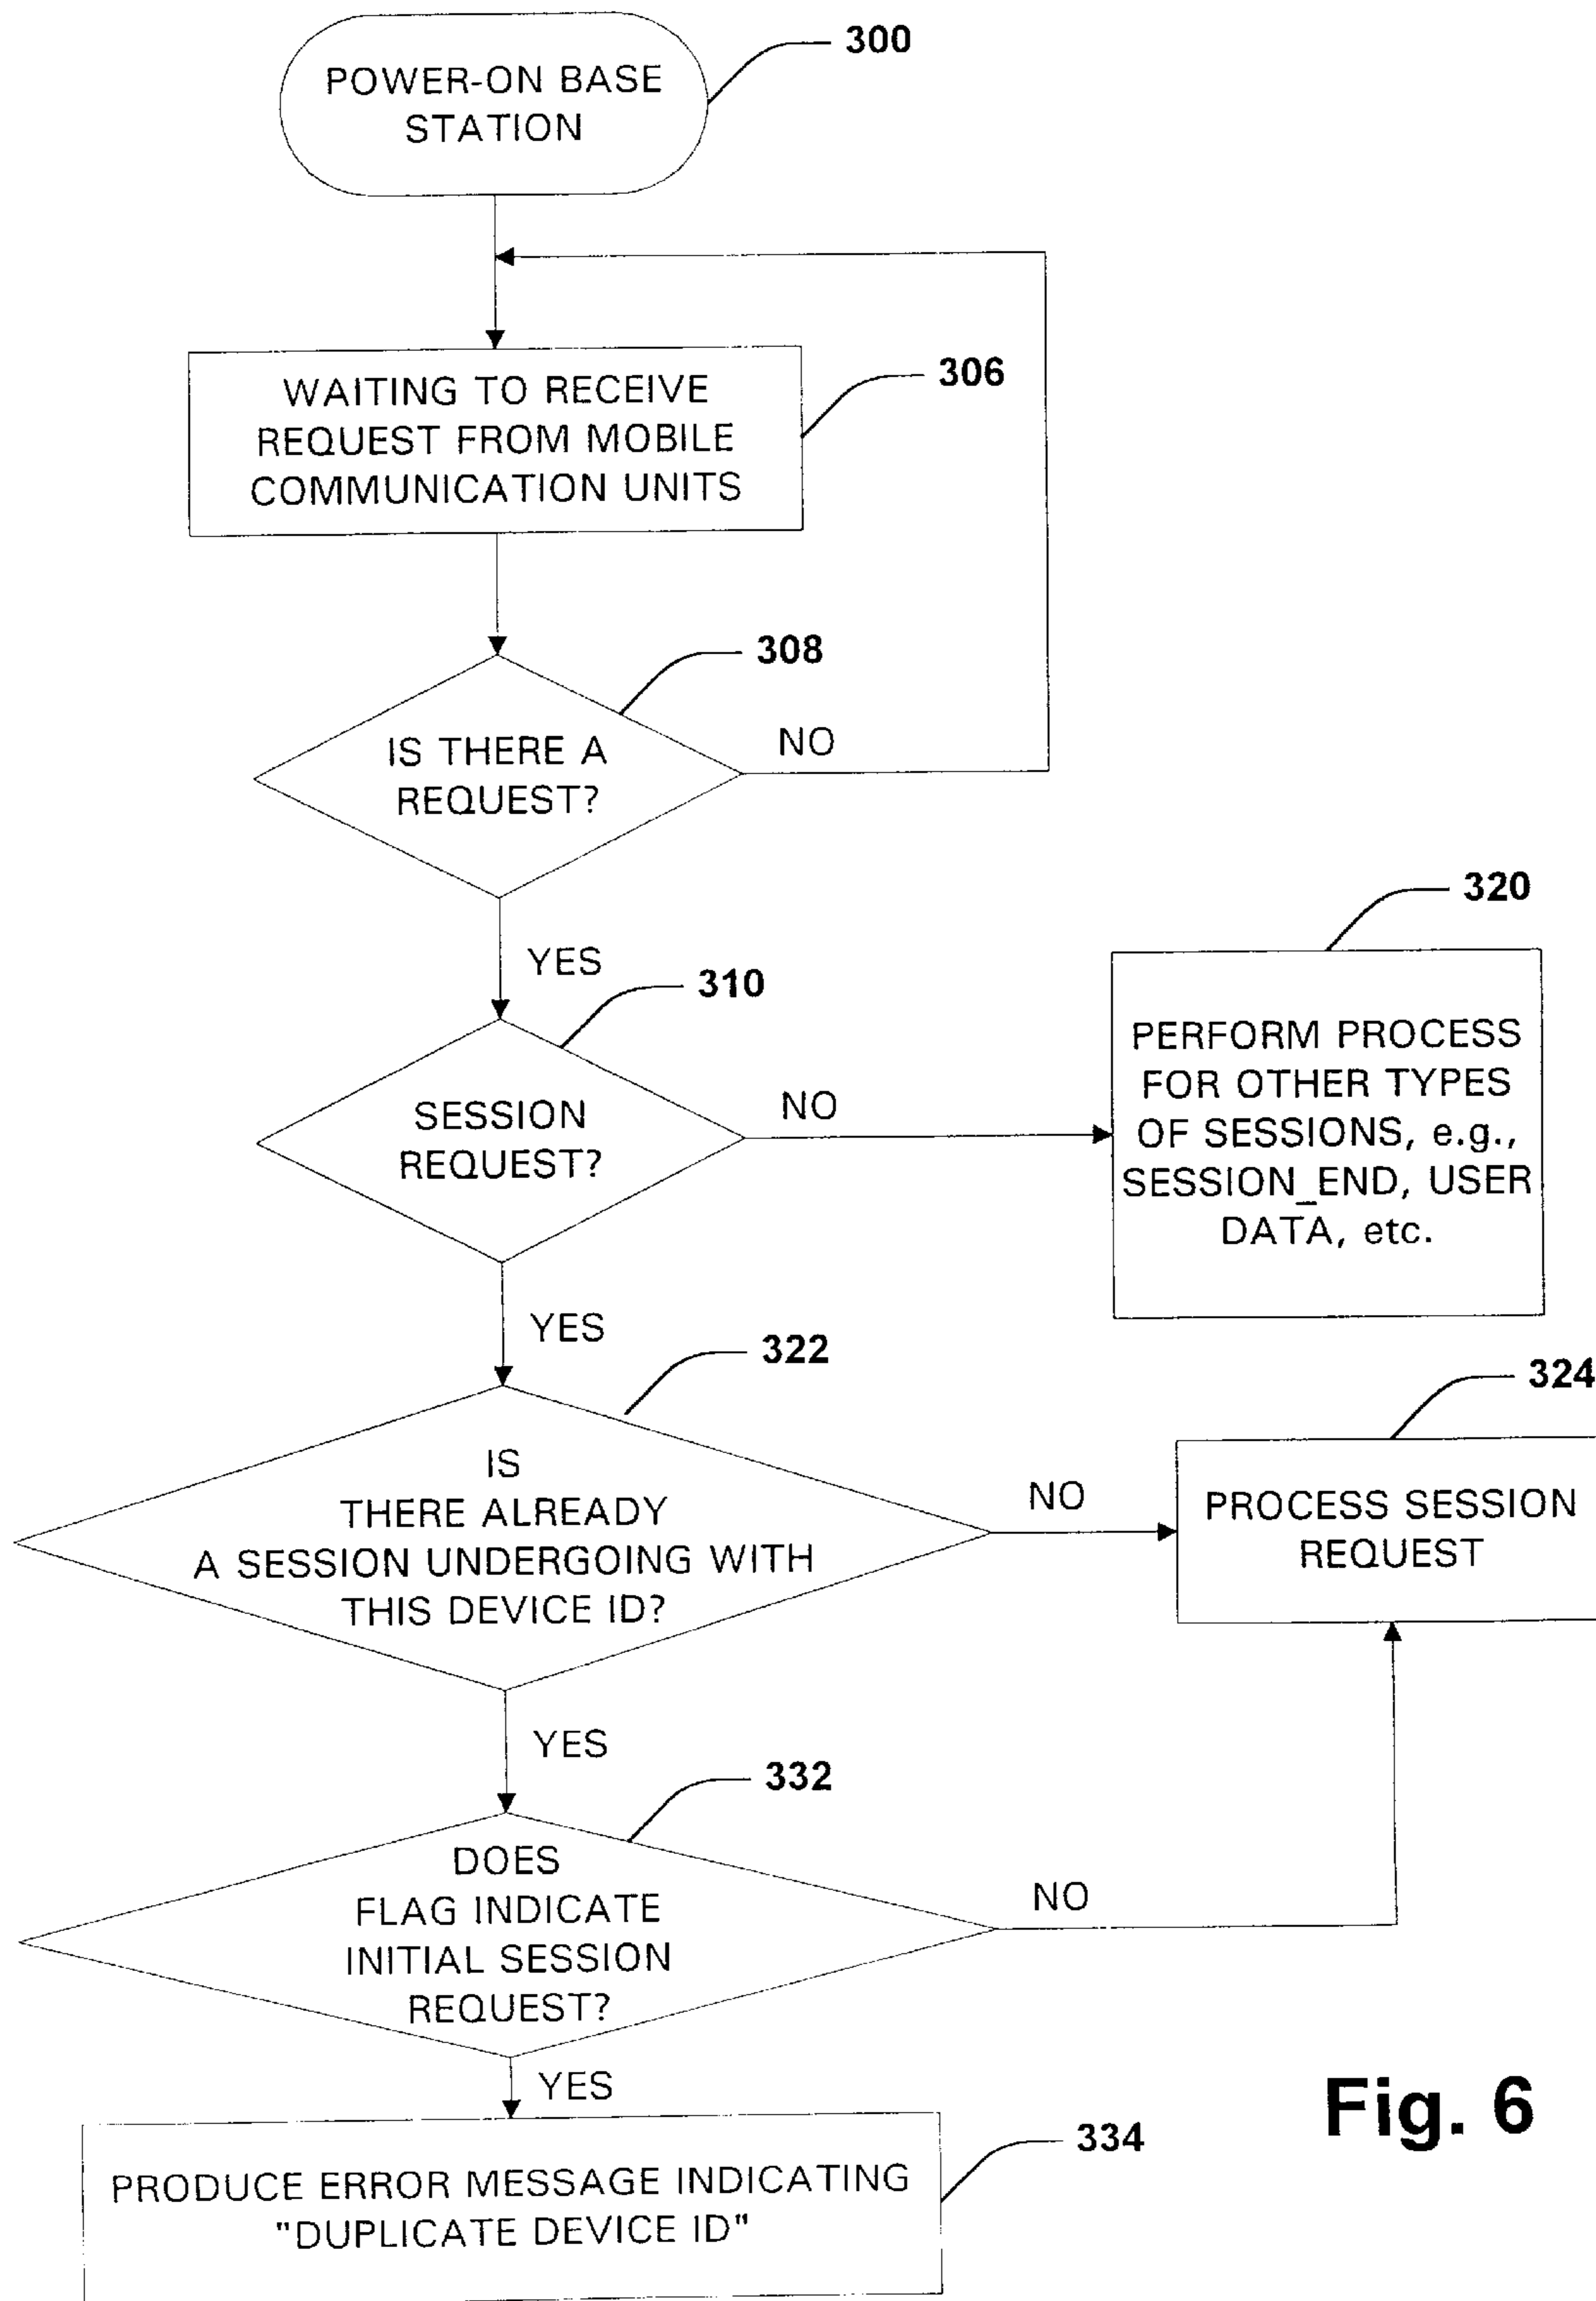 300
POWER-ON BASE
STATION
306
WAITING TO RECEIVE
REQUEST FROM MOBILE
COMMUNICATION UNITS
308
IS THERE A
REQUEST?
NO
YES
320
310
PERFORM PROCESS
FOR OTHER TYPES
OF SESSIONS, e.g.,
SESSION_END, USER
DATA, etc.
SESSION
REQUEST?
NO
YES
322
324
IS
THERE ALREADY
A SESSION UNDERGOING WITH
THIS DEVICE ID?
NO
PROCESS SESSION
REQUEST
YES
332
DOES
FLAG INDICATE
INITIAL SESSION
REQUEST?
NO
YES
Fig. 6
334
PRODUCE ERROR MESSAGE INDICATING
"DUPLICATE DEVICE ID"